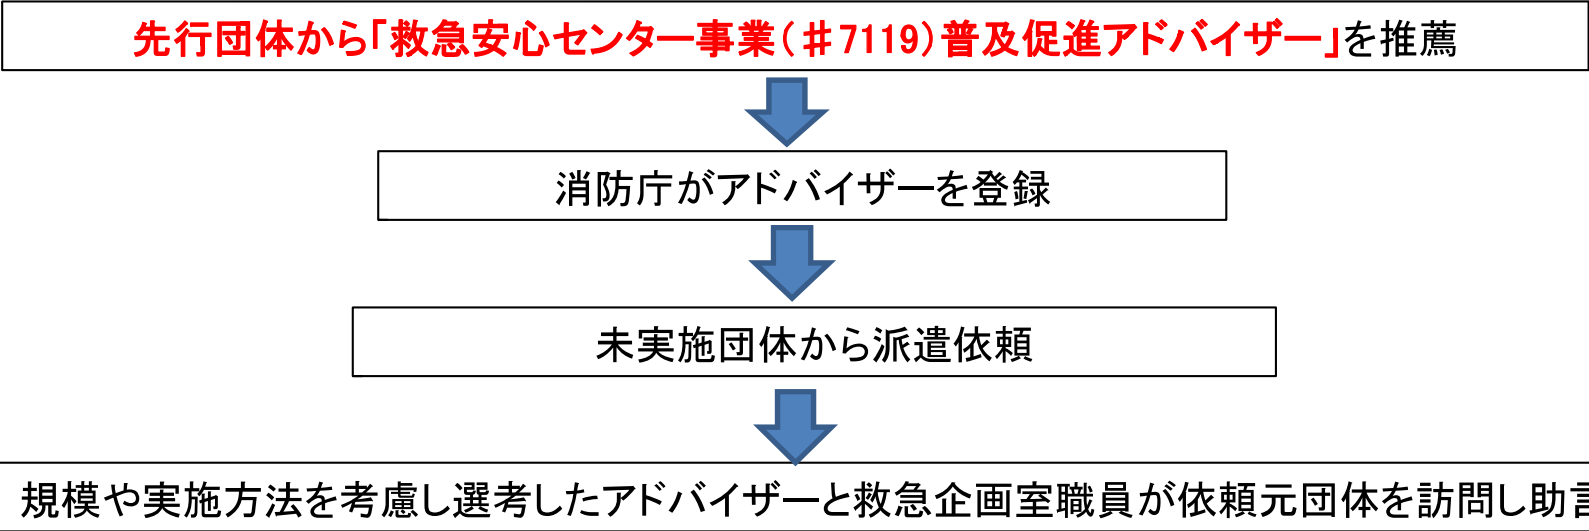 先行団体から「救急安心センター事業（♯7119）普及促進アドバイザー」を推薦
消防庁がアドバイザーを登録
未実施団体から派遣依頼
規模や実施方法を考慮し選考したアドバイザーと救急企画室職員が依頼元団体を訪問し助言